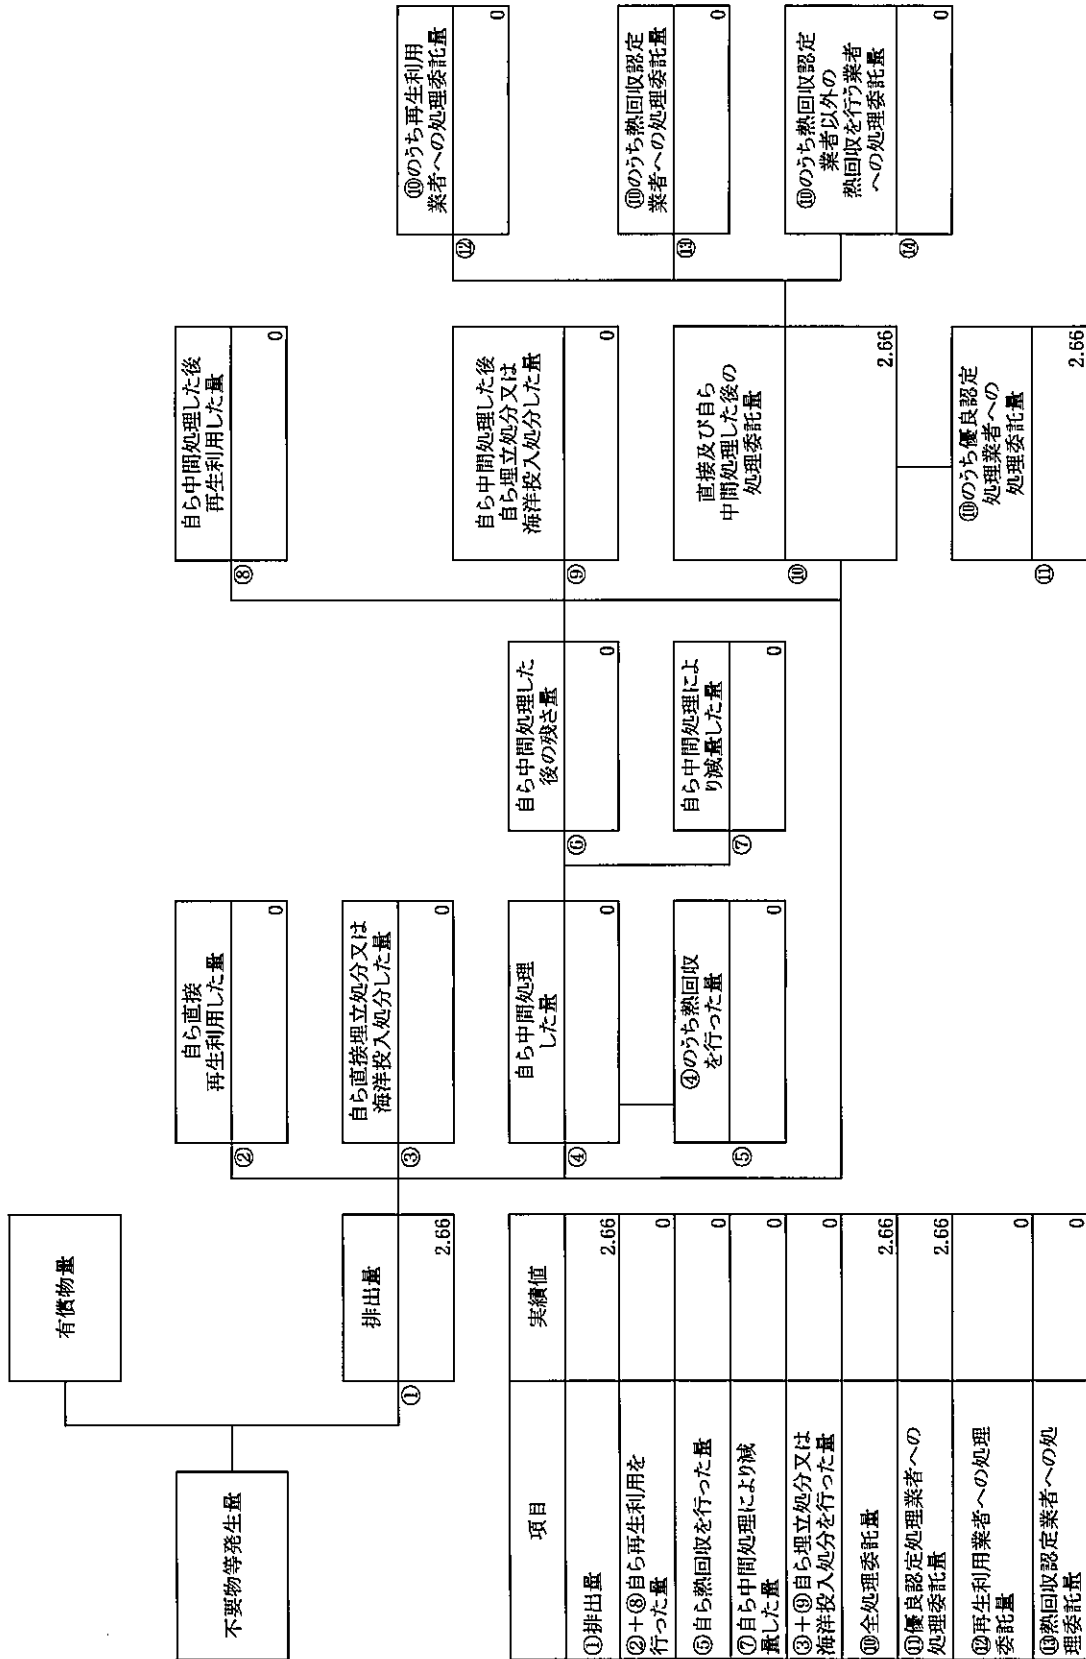 不要物等発生量
有償物量
①
排出量
2.66
②
自ら直接
再生利用した量
0
③
自ら直接埋立処分又は
海洋投入処分した量
0
④
自ら中間処理
した量
0
⑤
④のうち熱回収
を行った量
0
⑥
自ら中間処理した
後の残さ量
0
⑦
自ら中間処理によ
り減量した量
0
⑧
自ら中間処理した後
再生利用した量
0
⑨
自ら中間処理した後
自ら埋立処分又は
海洋投入処分した量
0
⑩
直接及び自ら
中間処理した後の
処理委託量
2.66
⑪
⑩のうち優良認定
処理業者への
処理委託量
2.66
⑫
⑩のうち再生利用
業者への処理委託量
0
⑬
⑩のうち熱回収認定
業者への処理委託量
0
⑭
⑩のうち熱回収認定
業者以外の
熱回収を行う業者
への処理委託量
0
項目 実績値
①排出量 2.66
②+⑧自ら再生利用を
行った量 0
⑤自ら熱回収を行った量 0
⑦自ら中間処理により減
量した量 0
③+⑨自ら埋立処分又は
海洋投入処分を行った量 0
⑩全処理委託量 2.66
⑪優良認定処理業者への
処理委託量 2.66
⑫再生利用業者への処理
委託量 0
⑬熱回収認定業者への処
理委託量 0